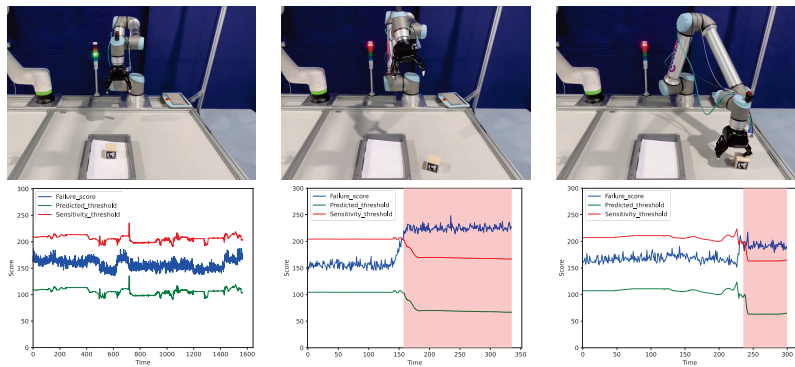 300
250
200
150
100
50
0
Score
Failure_score
Predicted_threshold
Sensitivity_threshold
0 200 400 600 800 1000 1200 1400 1600
Time
300
250
200
150
100
50
0
Score
Failure_score
Predicted_threshold
Sensitivity_threshold
0 50 100 150 200 250 300 350
Time
300
250
200
150
100
50
0
Score
Failure_score
Predicted_threshold
Sensitivity_threshold
0 50 100 150 200 250 300
Time